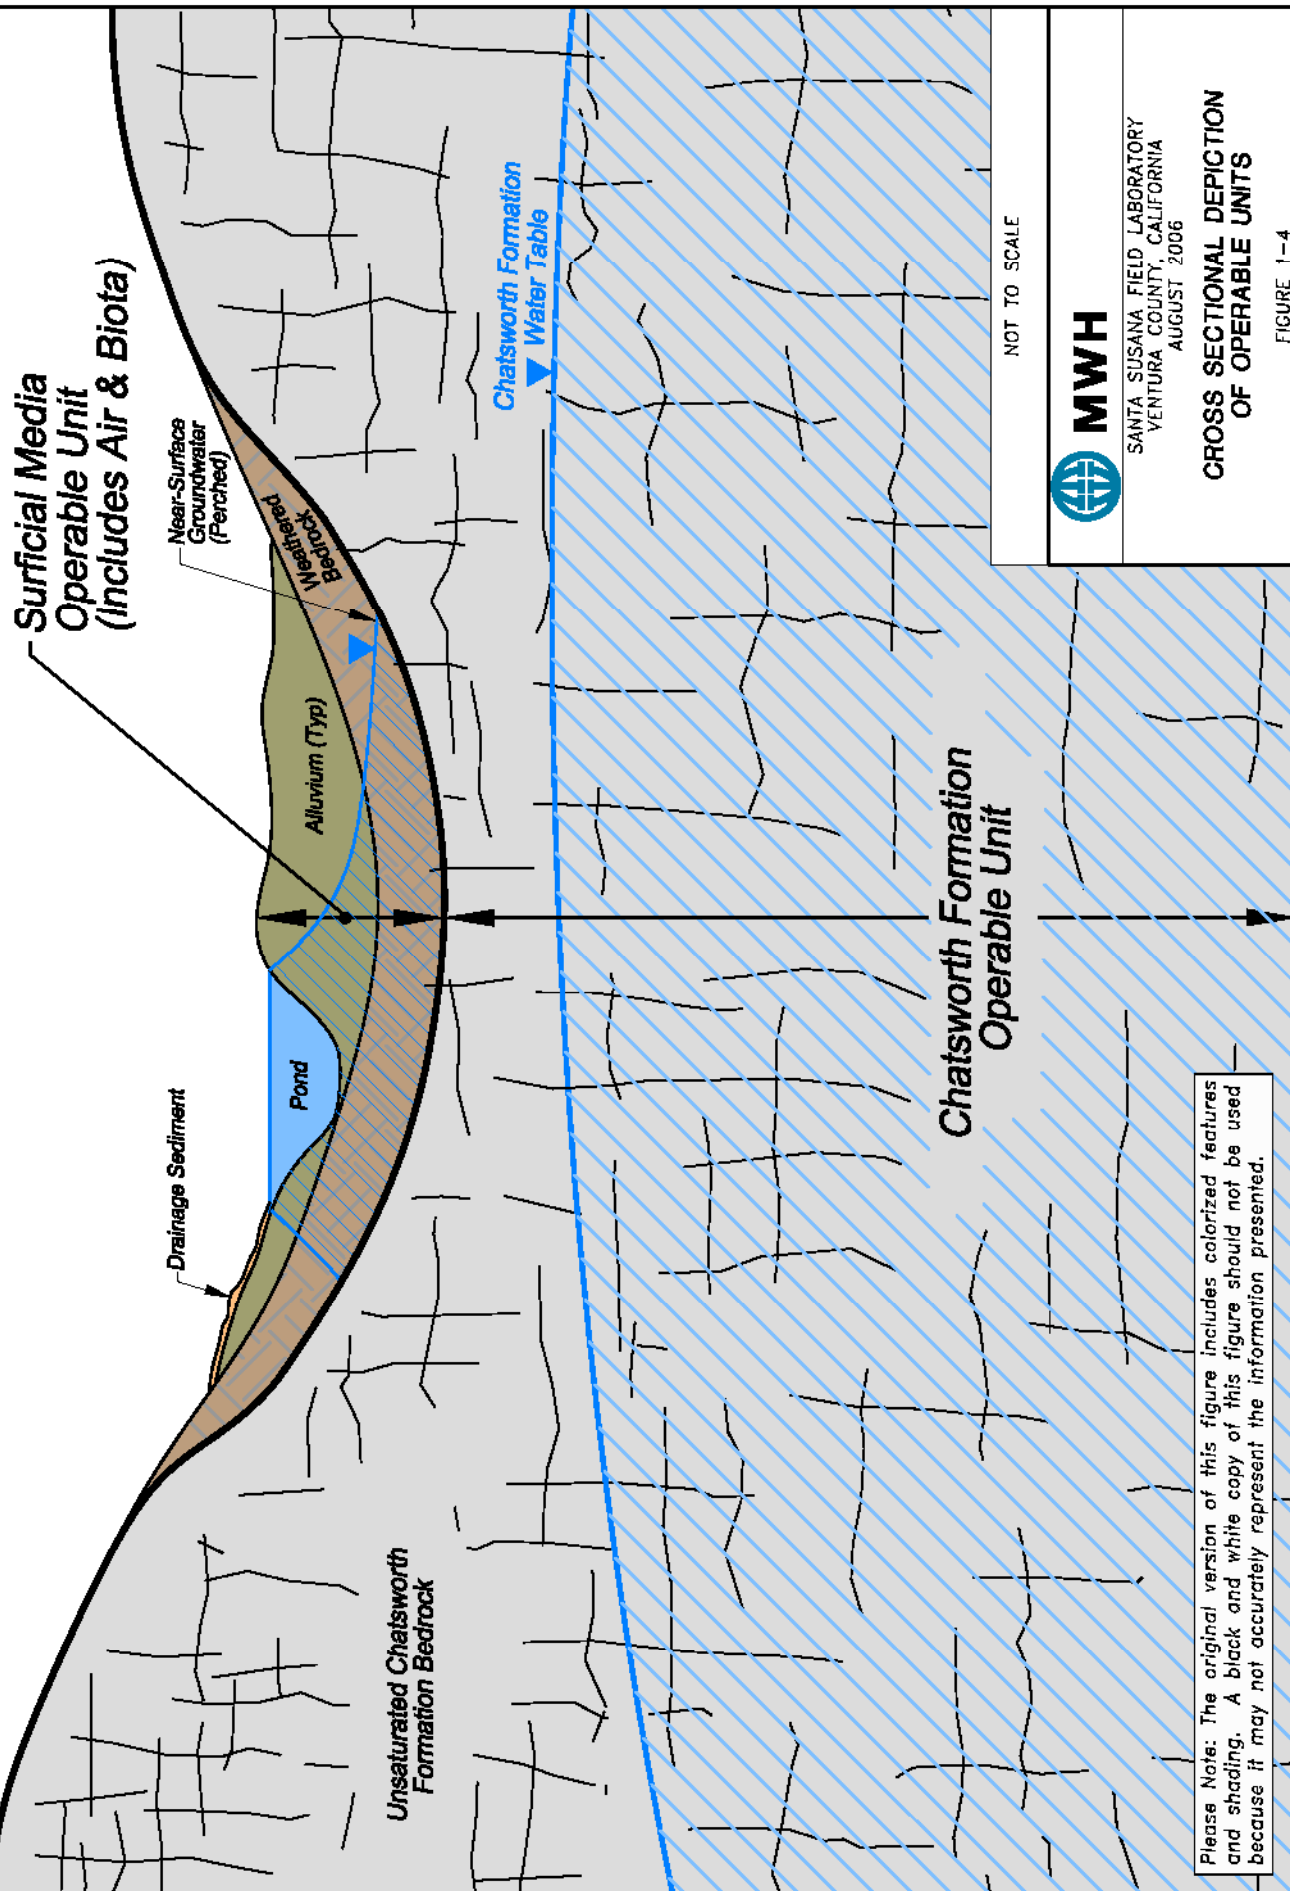 Surficial Media
Operable Unit
(Includes Air & Biota)
Near-Surface
Groundwater
(Perched)
Drainage Sediment
Weathered
Bedrock
Alluvium (Typ)
Pond
Chatsworth Formation
Water Table
Unsaturated Chatsworth
Formation Bedrock
Chatsworth Formation
Operable Unit
Please Note: The original version of this figure includes colorized features
and shading. A black and white copy of this figure should not be used
because it may not accurately represent the information presented.
NOT TO SCALE
MWH
SANTA SUSANA FIELD LABORATORY
VENTURA COUNTY, CALIFORNIA
AUGUST 2006
CROSS SECTIONAL DEPICTION
OF OPERABLE UNITS
FIGURE 1-4